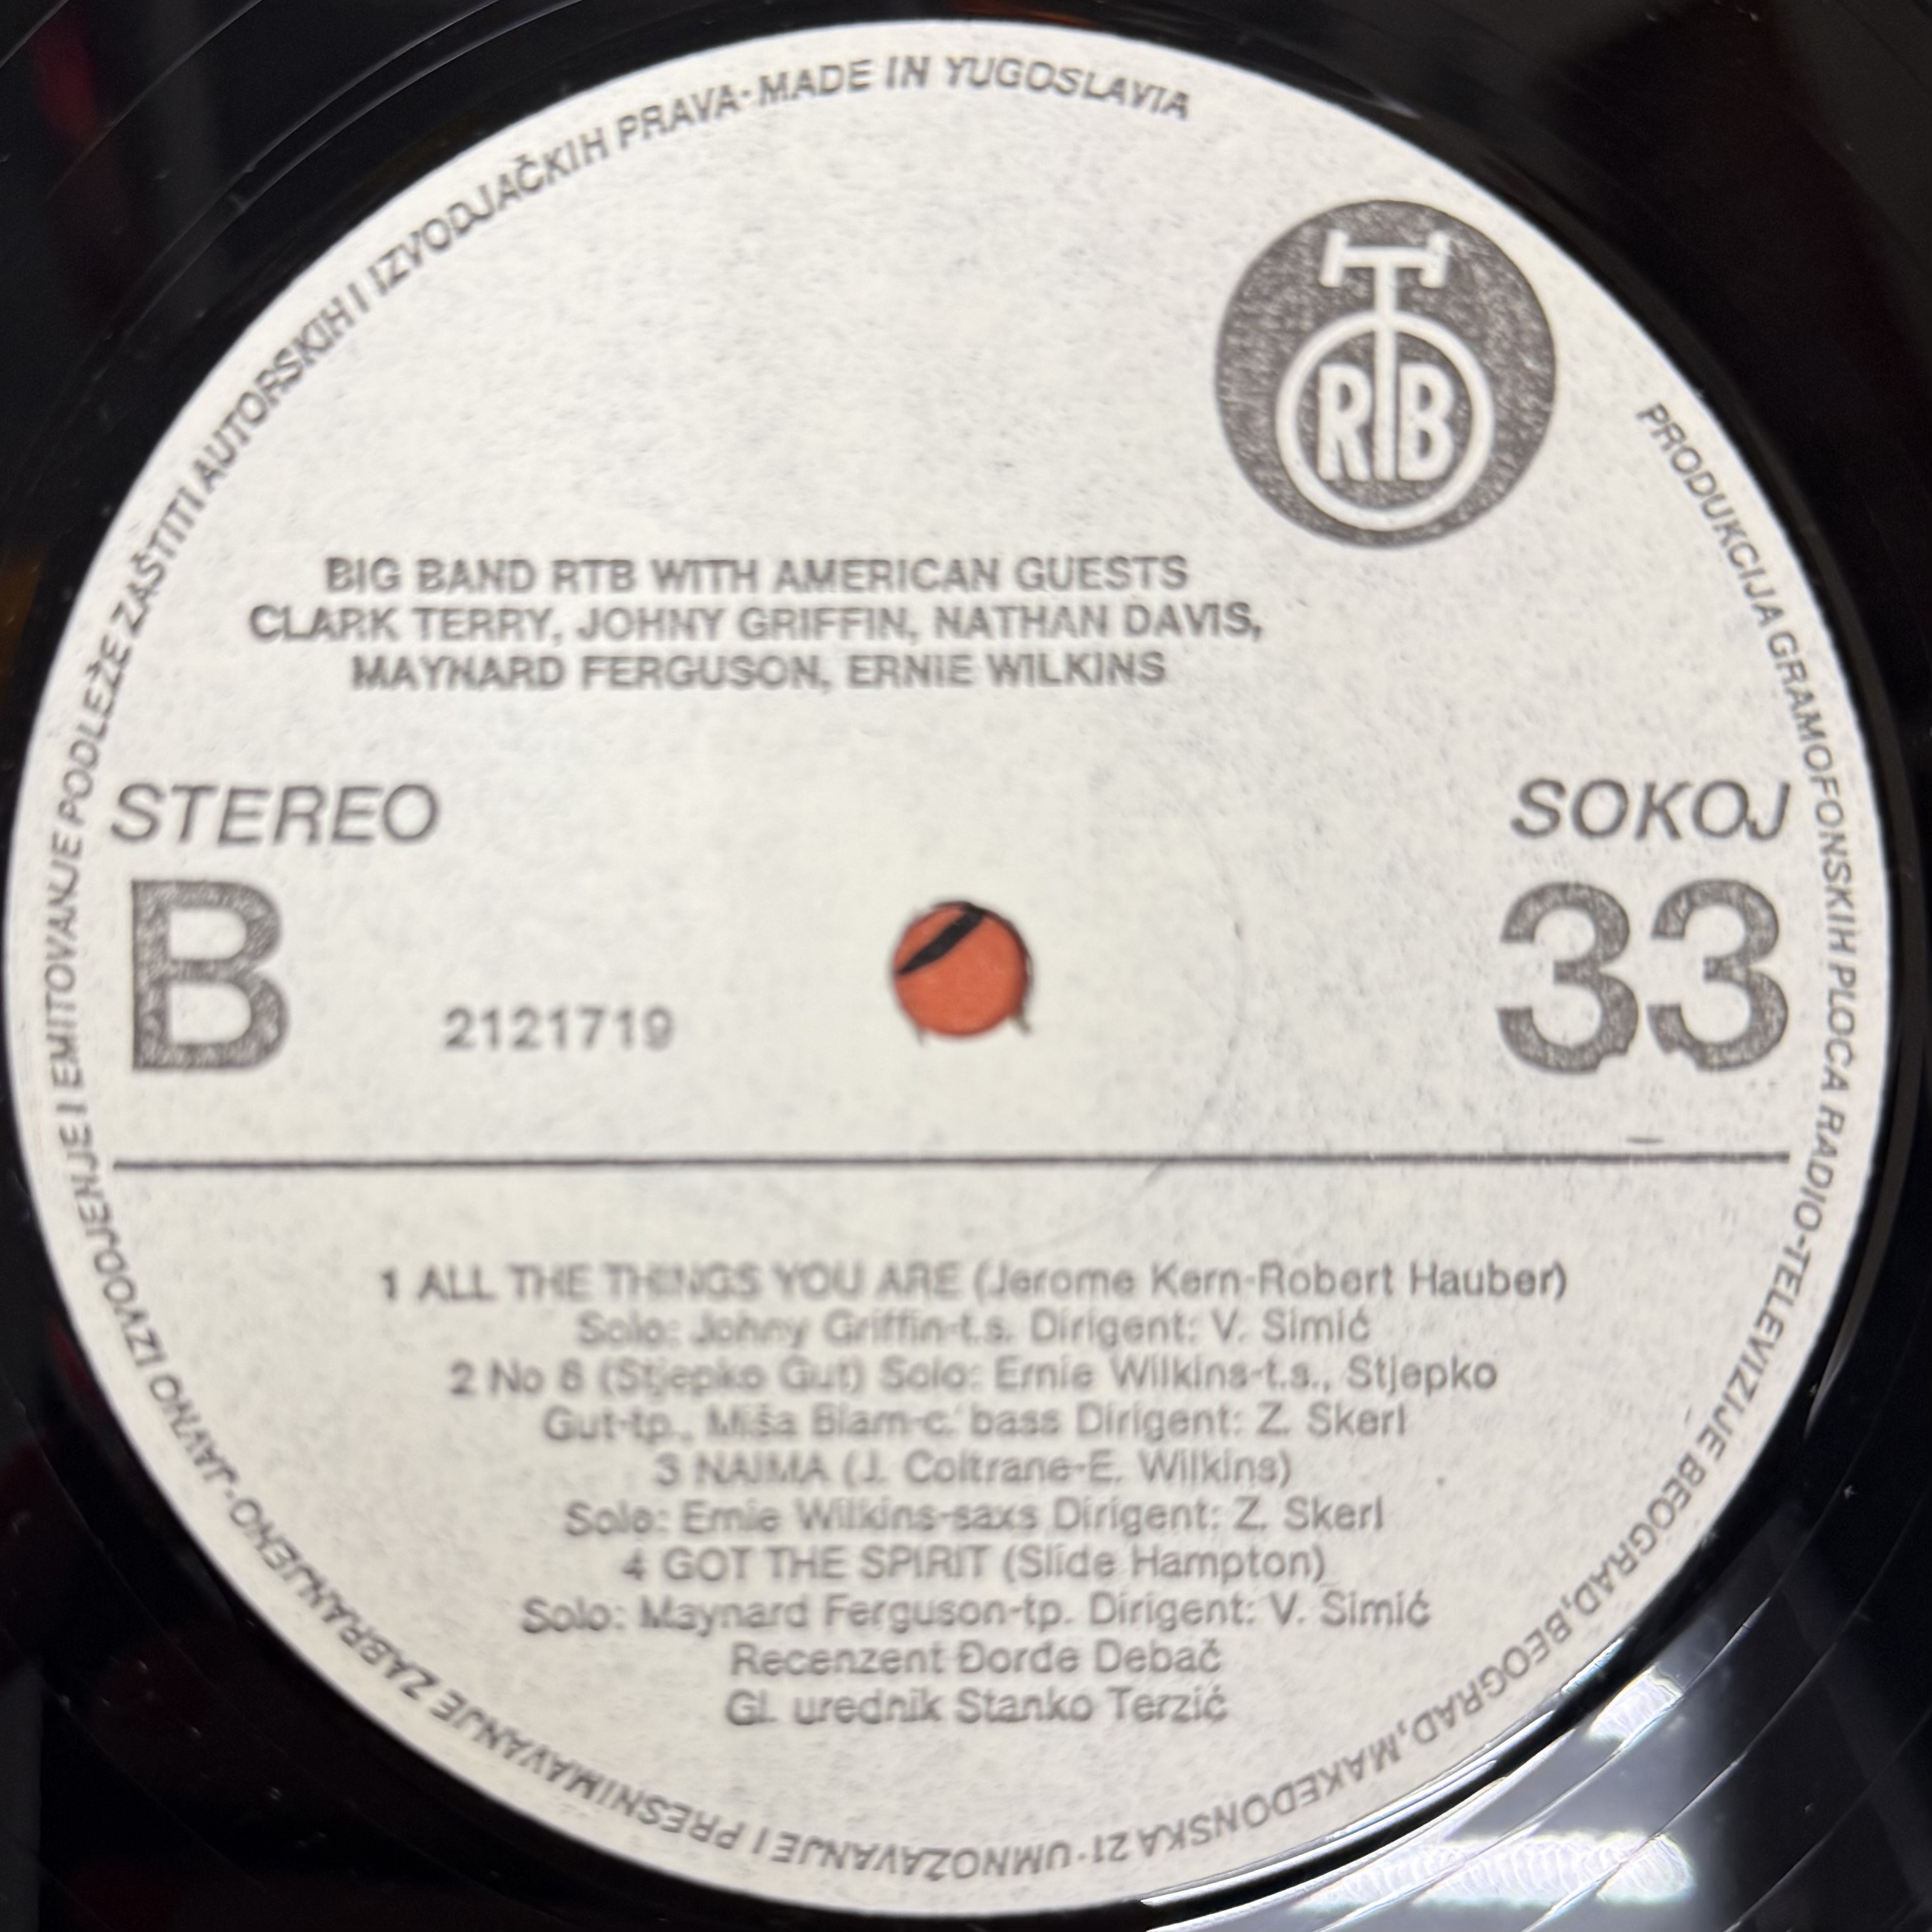 PRODUKCIJA GRAMOFONSKIH PLOČA RADIO-TELEVIZIJE BEOGRAD, BEOGRAD, MAKEDONSKA 21 · UMNOŽAVANJE I PRESNIMAVANJE ZABRANJENO · JAVNO IZVODJENJE I EMITOVANJE PODLEŽE ZAŠTITI AUTORSKIH I IZVODJAČKIH PRAVA · MADE IN YUGOSLAVIA
RTB
BIG BAND RTB WITH AMERICAN GUESTS
CLARK TERRY, JOHNY GRIFFIN, NATHAN DAVIS,
MAYNARD FERGUSON, ERNIE WILKINS
STEREO
SOKOJ
B
33
2121719
1 ALL THE THINGS YOU ARE (Jerome Kern-Robert Hauber)
Solo: Johny Griffin-t.s. Dirigent: V. Simić
2 No 8 (Stjepko Gut) Solo: Ernie Wilkins-t.s., Stjepko
Gut-tp., Miša Blam-c. bass Dirigent: Z. Skerl
3 NAIMA (J. Coltrane-E. Wilkins)
Solo: Ernie Wilkins-saxs Dirigent: Z. Skerl
4 GOT THE SPIRIT (Slide Hampton)
Solo: Maynard Ferguson-tp. Dirigent: V. Simić
Recenzent Đorđe Debač
Gl. urednik Stanko Terzić